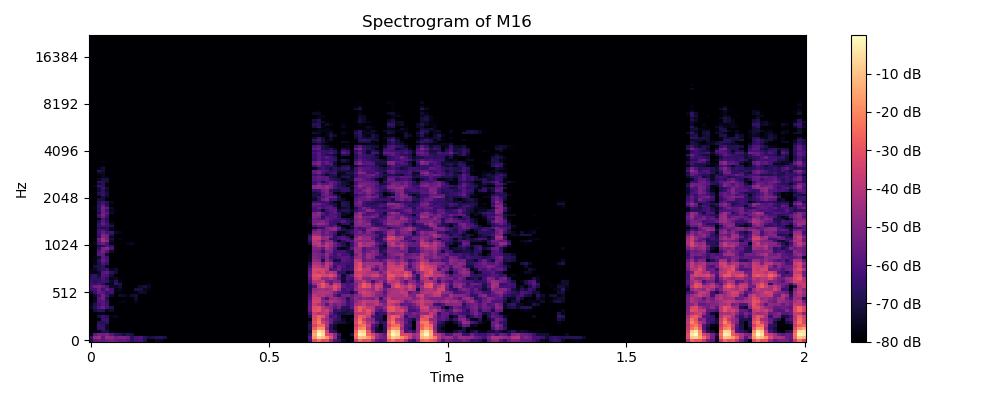 Spectrogram of M16
16384
8192
4096
2048
1024
512
0
Hz
0
0.5
1
1.5
2
Time
-10 dB
-20 dB
-30 dB
-40 dB
-50 dB
-60 dB
-70 dB
-80 dB